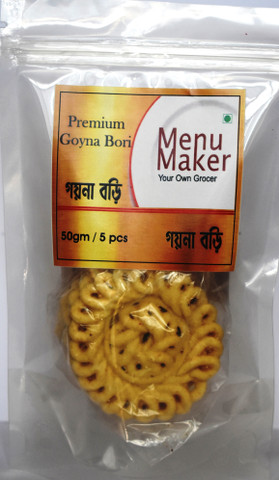 Premium
Goyna Bori
Menu
Maker
Your Own Grocer
গয়না বড়ি
50gm / 5 pcs
গয়না বড়ি